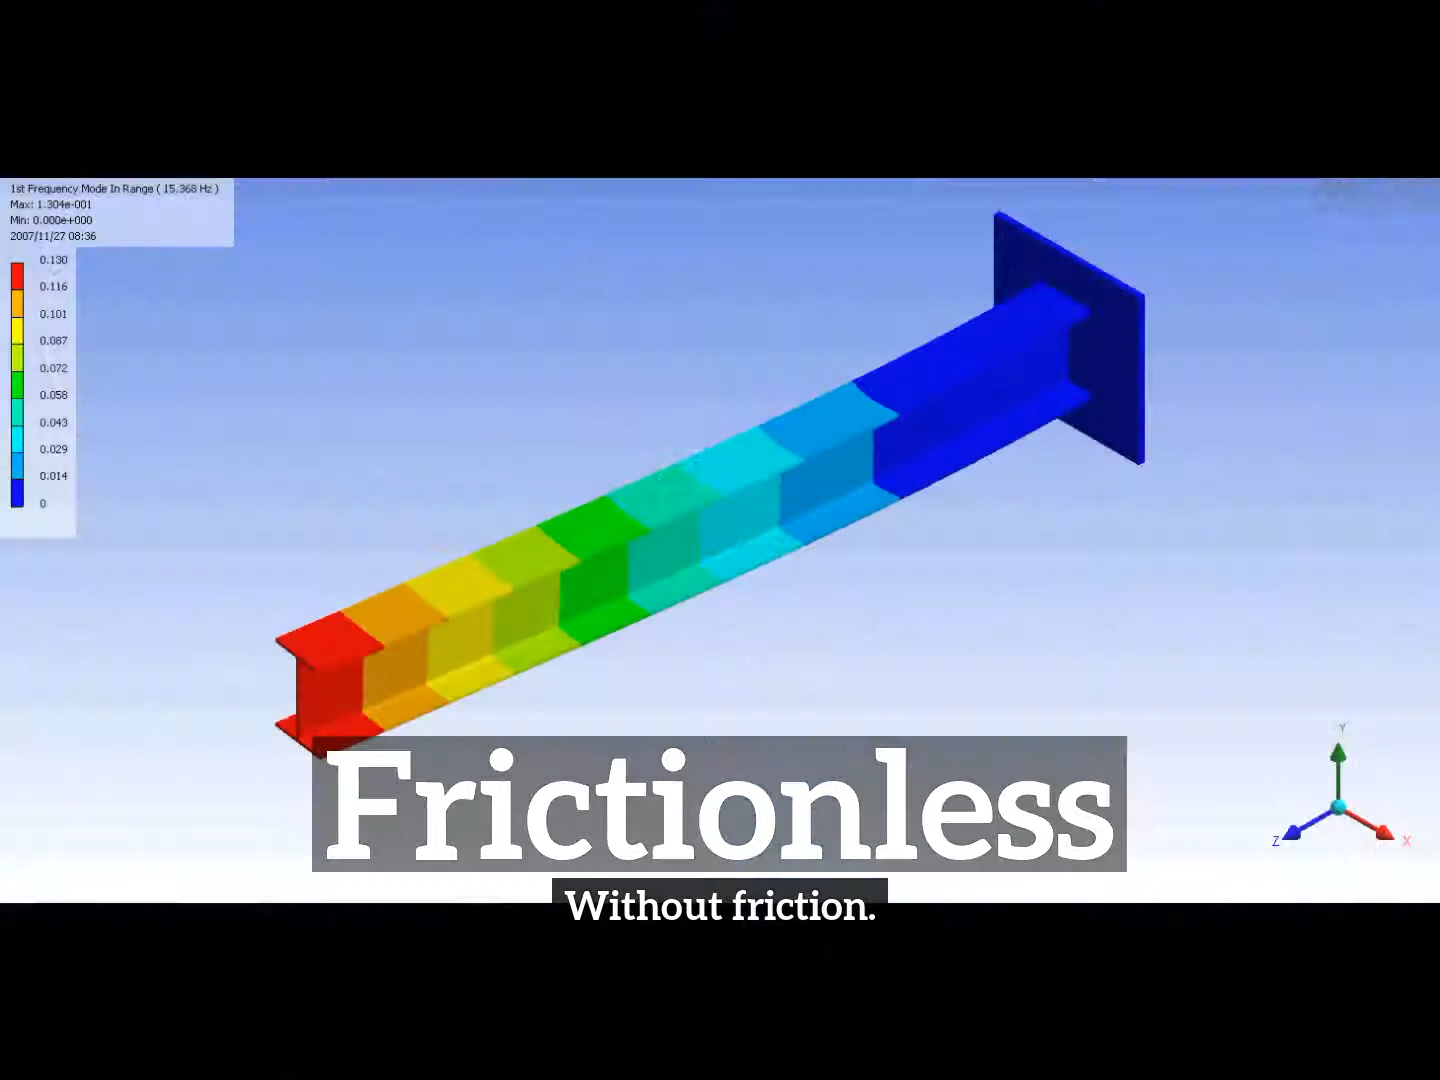 1st Frequency Mode In Range ( 15.368 Hz )
Max: 1.304e-001
Min: 0.000e+000
2007/11/27 08:36
0.130
0.116
0.101
0.087
0.072
0.058
0.043
0.029
0.014
0
Y
Z
X
Frictionless
Without friction.